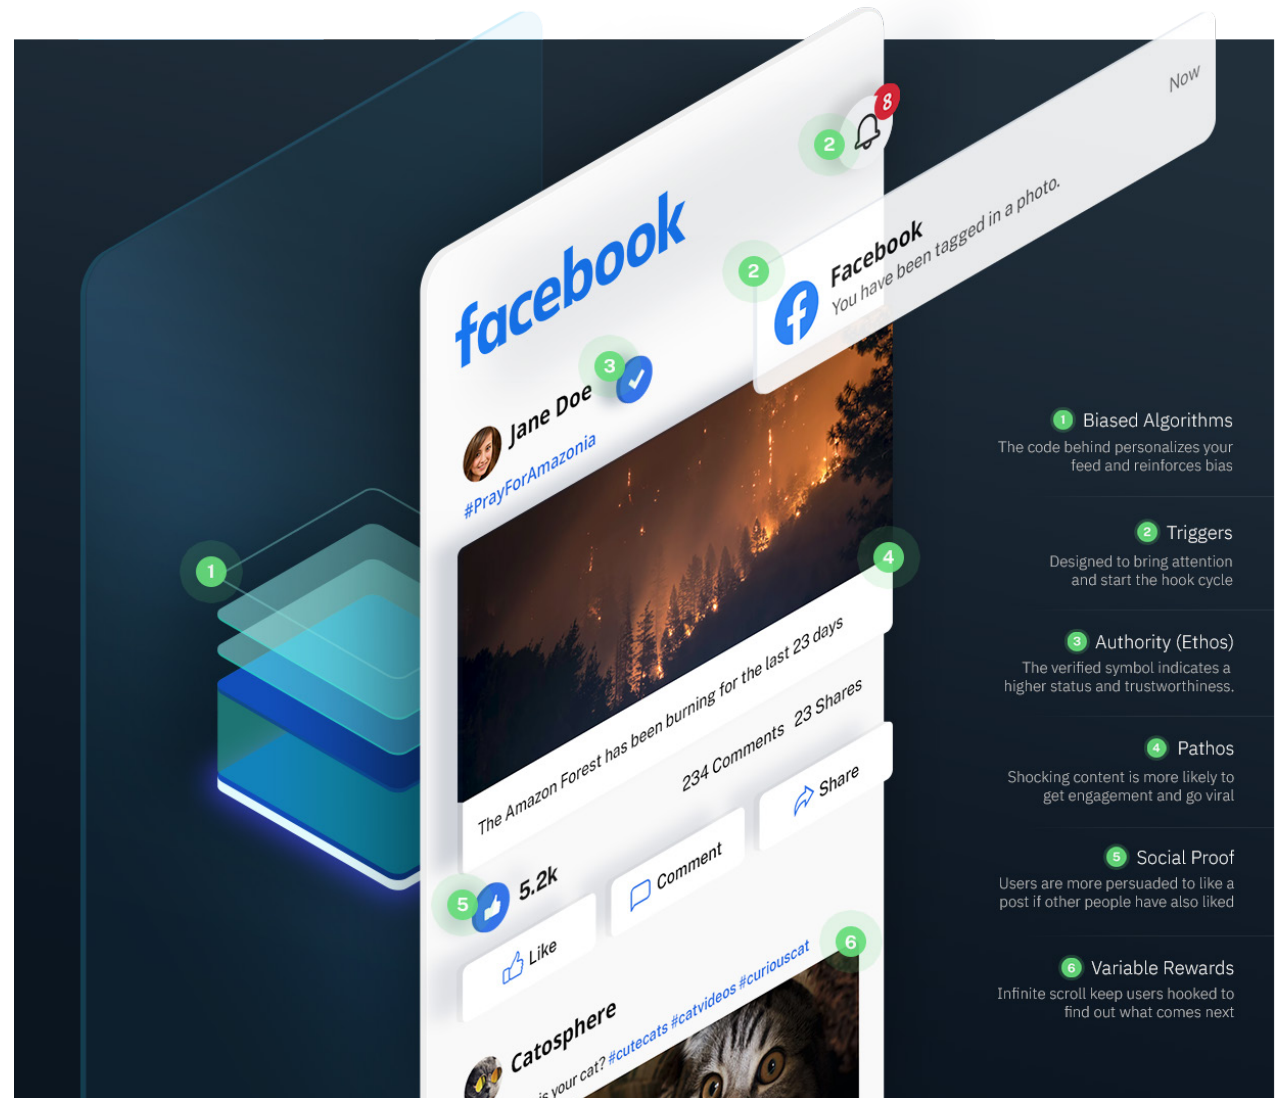 Now
8
2
facebook
2
Facebook
You have been tagged in a photo.
3
Jane Doe
#PrayForAmazonia
1
4
The Amazon Forest has been burning for the last 23 days
234 Comments 23 Shares
5
5.2k
Like
Comment
Share
6
Catosphere
is your cat? #cutecats #catvideos #curiouscat
1 Biased Algorithms
The code behind personalizes your
feed and reinforces bias
2 Triggers
Designed to bring attention
and start the hook cycle
3 Authority (Ethos)
The verified symbol indicates a
higher status and trustworthiness.
4 Pathos
Shocking content is more likely to
get engagement and go viral
5 Social Proof
Users are more persuaded to like a
post if other people have also liked
6 Variable Rewards
Infinite scroll keep users hooked to
find out what comes next